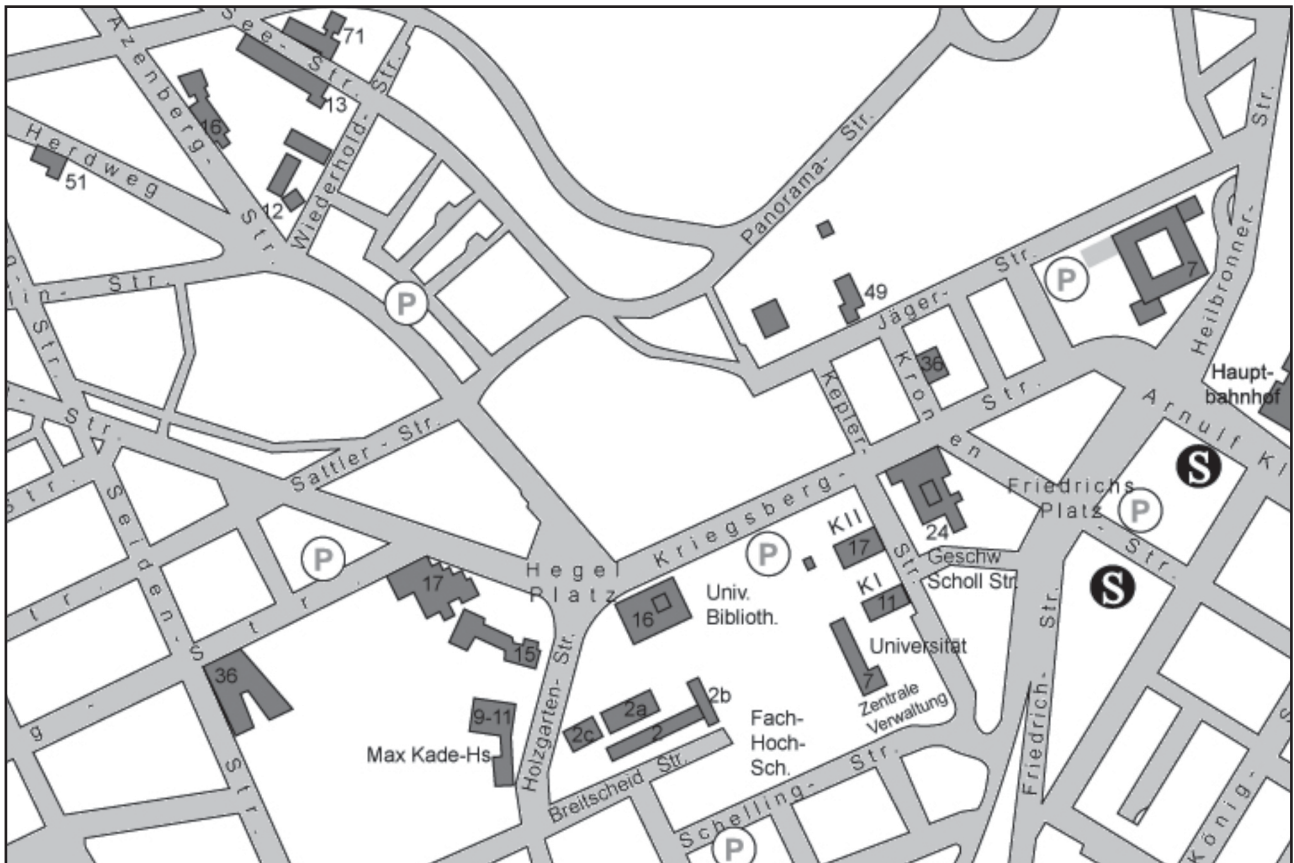 Azenberg-
Str.
See-Str.
71
13
16
Herdweg
51
12
Wiederhold-Str.
Panorama- Str.
Heilbronner-
Str.
7
P
lin- Str.
Str.
P
49
Jäger-
Str.
Kepler-
Str.
36
Kronen
Str.
Haupt-
bahnhof
Arnulf Kl
S
Friedrichs
Platz
P
S
- Str.
Sattler-Str.
Seiden-
Str.
P
17
Hegel
Platz
Kriegsberg-
Str.
P
KII
17
KI
11
24
Geschw
Scholl Str.
Univ.
Biblioth.
16
Universität
7
Zentrale
Verwaltung
15
36
9-11
Max Kade-Hs.
Holzgarten- Str.
2c
2a
2
2b
Fach-
Hoch-
Sch.
Breitscheid Str.
Schelling- Str.
P
Friedrich-
Str.
König-